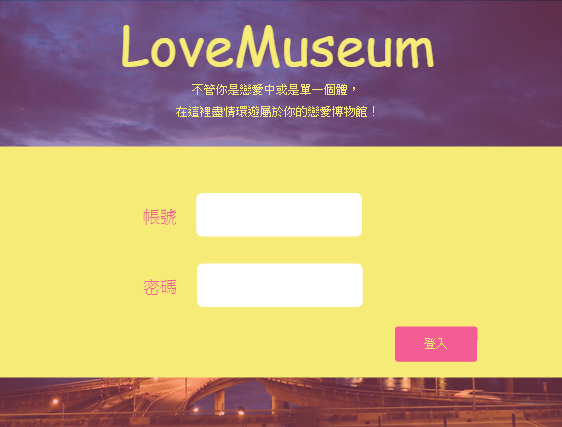 LoveMuseum
不管你是戀愛中或是單一個體，
在這裡盡情環遊屬於你的戀愛博物館！
帳號
密碼
登入